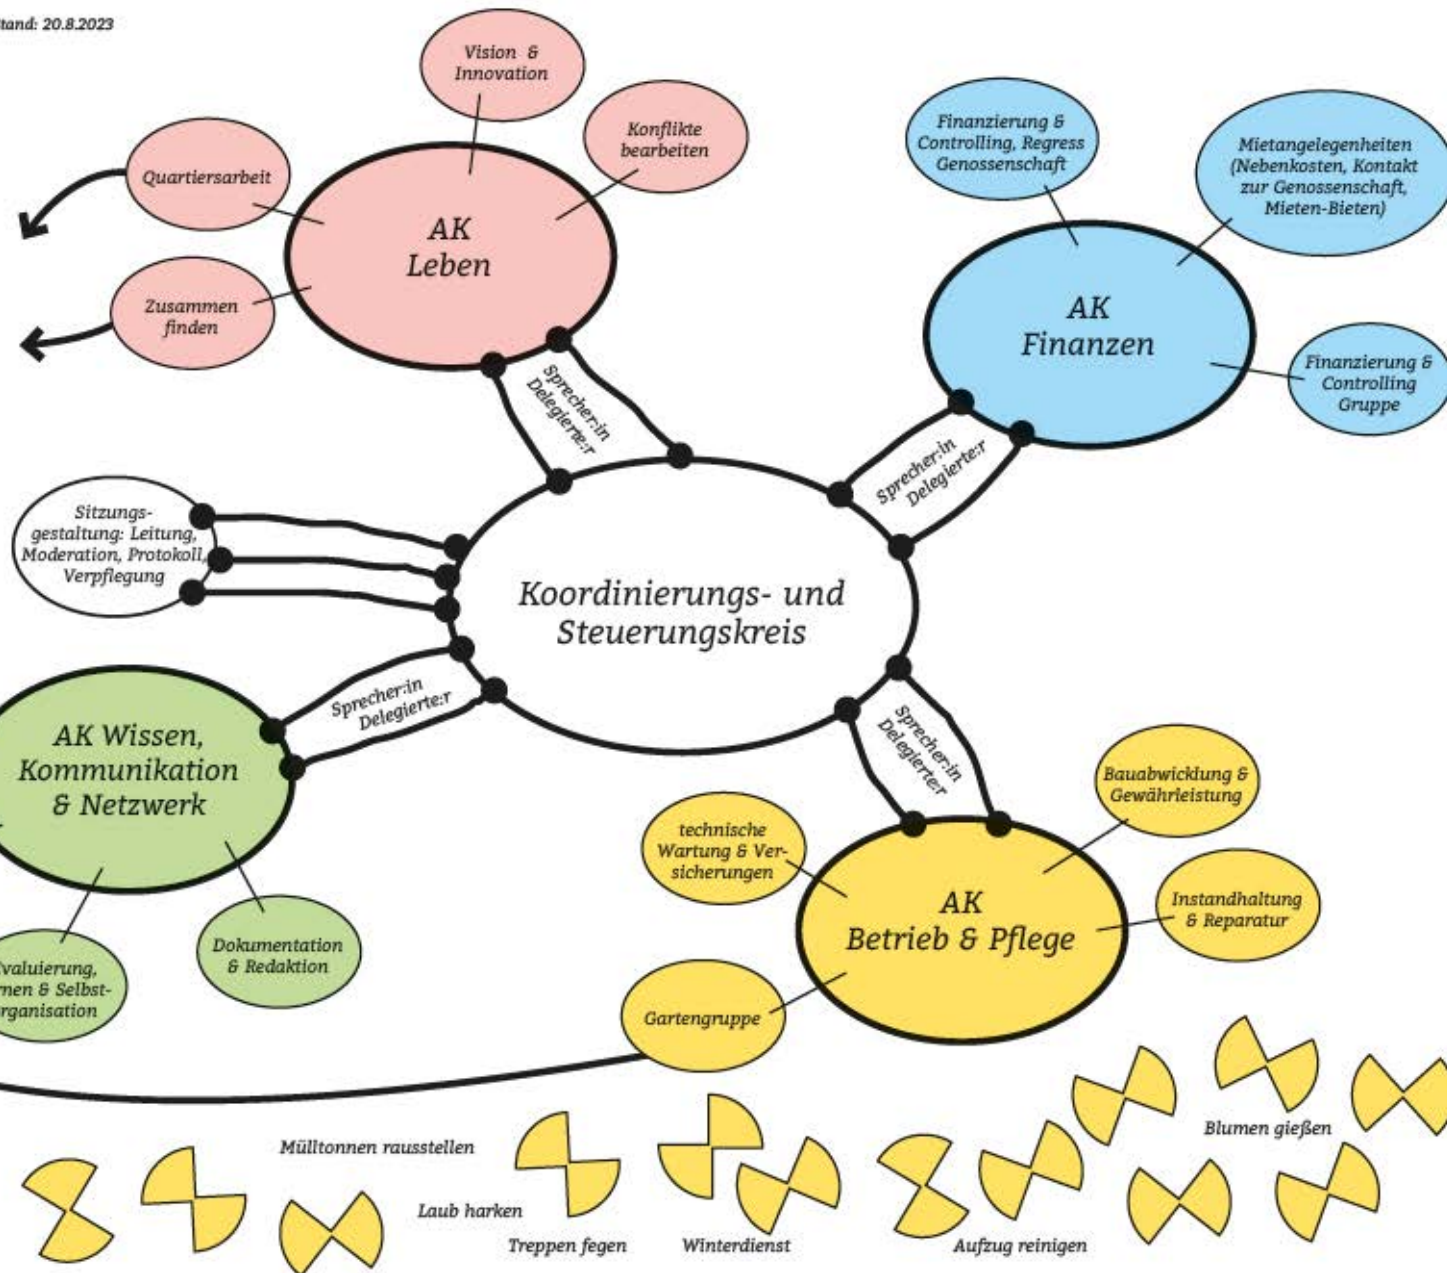 tand: 20.8.2023
Vision &
Innovation
Konflikte
bearbeiten
Quartiersarbeit
Zusammen
finden
AK
Leben
Finanzierung &
Controlling, Regress
Genossenschaft
Mietangelegenheiten
(Nebenkosten, Kontakt
zur Genossenschaft,
Mieten-Bieten)
AK
Finanzen
Finanzierung &
Controlling
Gruppe
Sprecher:in
Delegierte:r
Sprecher:in
Delegierte:r
Sitzungs-
gestaltung: Leitung,
Moderation, Protokoll,
Verpflegung
Koordinierungs- und
Steuerungskreis
Sprecher:in
Delegierte:r
Sprecher:in
Delegierte:r
AK Wissen,
Kommunikation
& Netzwerk
valuierung,
nen & Selbst-
rganisation
Dokumentation
& Redaktion
technische
Wartung & Ver-
sicherungen
Bauabwicklung &
Gewährleistung
Instandhaltung
& Reparatur
AK
Betrieb & Pflege
Gartengruppe
Mülltonnen rausstellen
Laub harken
Treppen fegen
Winterdienst
Aufzug reinigen
Blumen gießen